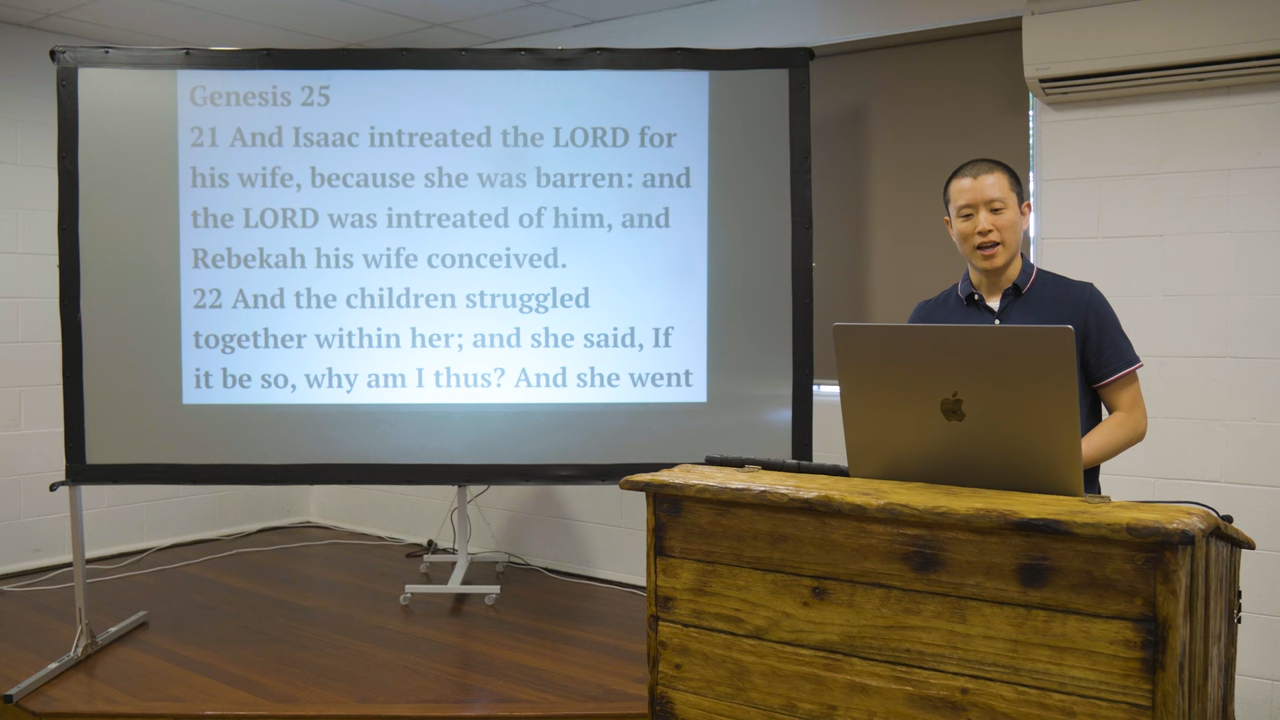 Genesis 25
21 And Isaac intreated the LORD for
his wife, because she was barren: and
the LORD was intreated of him, and
Rebekah his wife conceived.
22 And the children struggled
together within her; and she said, If
it be so, why am I thus? And she went